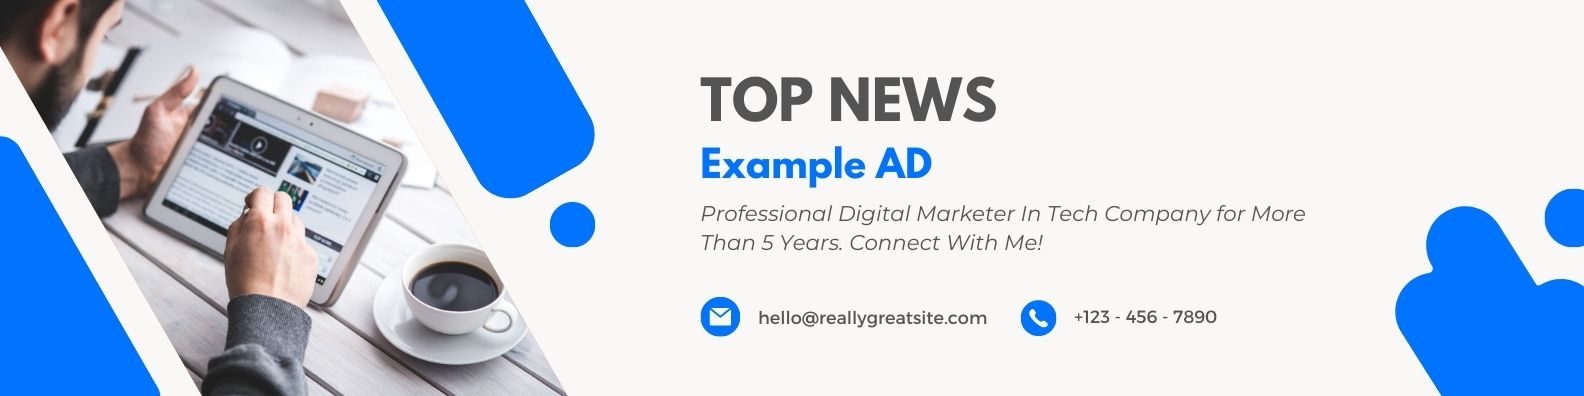 TOP NEWS
Example AD
Professional Digital Marketer In Tech Company for More
Than 5 Years. Connect With Me!
hello@reallygreatsite.com
+123 - 456 - 7890